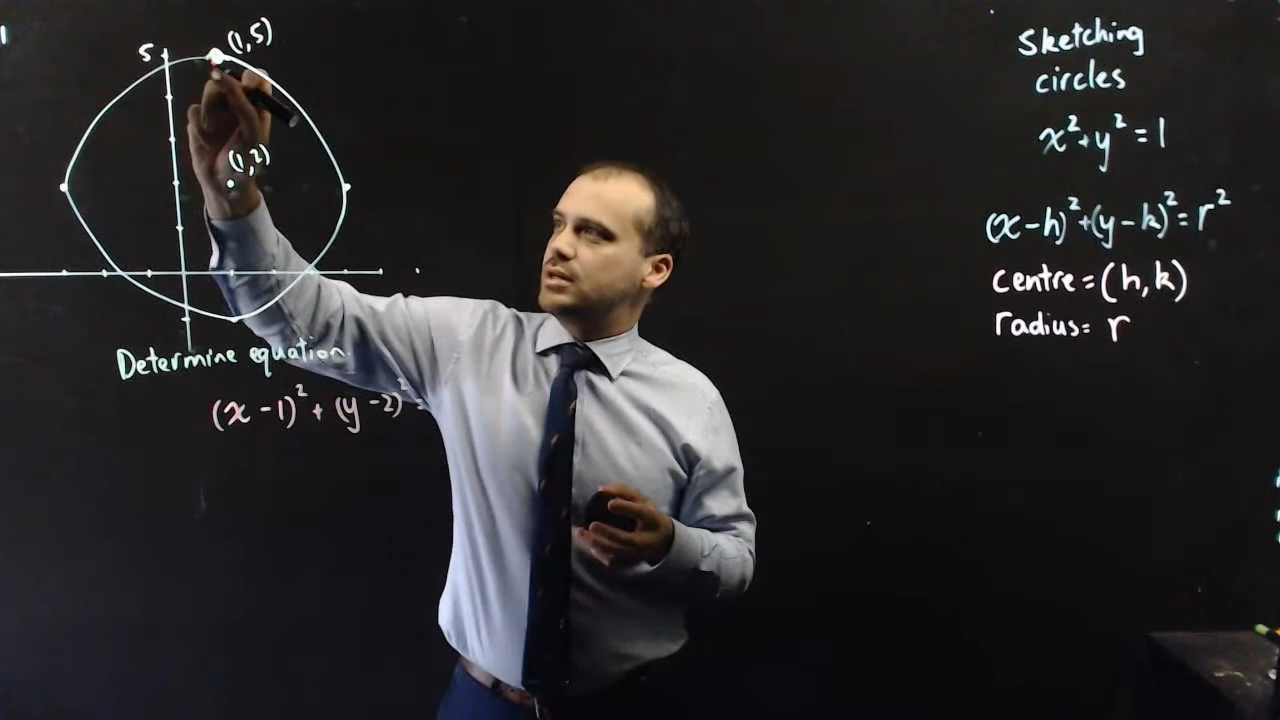 5
(1,5)
(1,2)
Determine equation.
(x - 1)² + (y - 2)² =
Sketching
circles
x² + y² = 1
(x - h)² + (y - k)² = r²
centre = (h, k)
radius = r